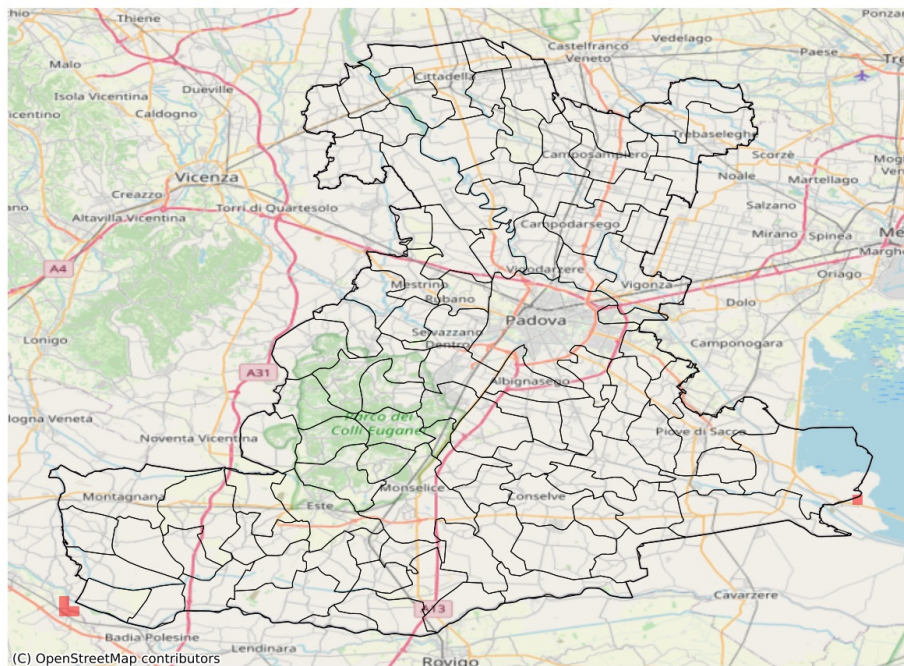 Thiene
Ponzan
Malo
Castelfranco
Veneto
Vedelago
Paese
Tre
Dueville
Cittadella
Isola Vicentina
icentino
Caldogno
Trebaseleghe
Camposampiero
Scorzè
Vicenza
Noale
Martellago
Mogl
Ven
Creazzo
Salzano
ano
Altavilla Vicentina
Torri di Quartesolo
Campodarsego
Mirano
Spinea
Me
Marghe
A4
Vigodarzere
Oriago
Mestrino
Vigonza
Rubano
Dolo
Padova
Selvazzano
Dentro
Lonigo
Camponogara
A31
Albignasego
Parco dei
Colli Euganei
ologna Veneta
Noventa Vicentina
Piove di Sacco
Monselice
Montagnana
Este
Conselve
Cavarzere
A13
Badia Polesine
Lendinara
Rovigo
(C) OpenStreetMap contributors